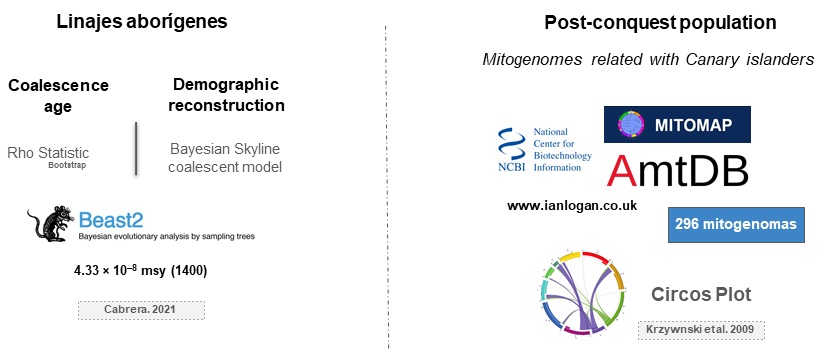 Linajes aborígenes
Coalescence
age
Demographic
reconstruction
Rho Statistic
Bootstrap
Bayesian Skyline
coalescent model
Beast2
Bayesian evolutionary analysis by sampling trees
4.33 × 10⁻⁸ msy (1400)
Cabrera. 2021
Post-conquest population
Mitogenomes related with Canary islanders
NCBI
National
Center for
Biotechnology
Information
MITOMAP
AmtDB
www.ianlogan.co.uk
296 mitogenomas
Circos Plot
Krzywnski et al. 2009